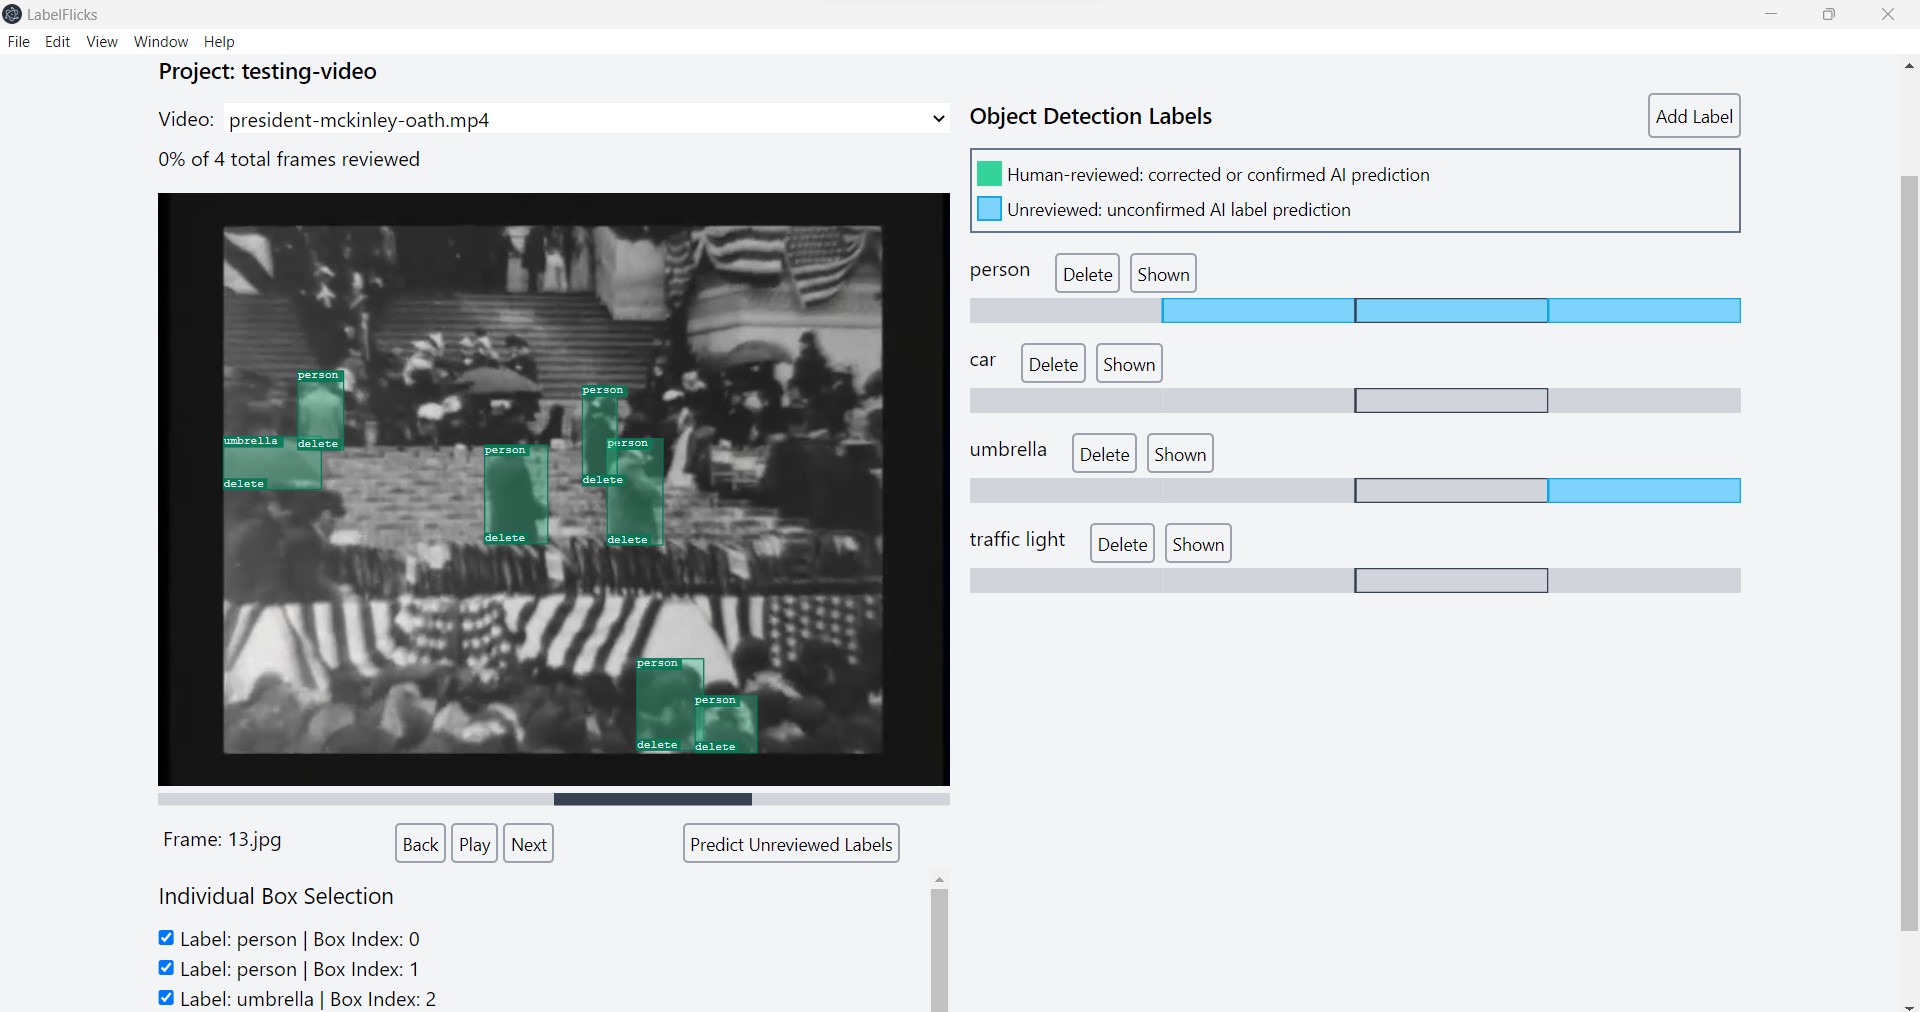 LabelFlicks
File Edit View Window Help
Project: testing-video
Video: president-mckinley-oath.mp4
0% of 4 total frames reviewed
person
person
person
umbrella
delete
person
delete
delete
delete
delete
person
person
delete
delete
Frame: 13.jpg
Back Play Next
Predict Unreviewed Labels
Individual Box Selection
Label: person | Box Index: 0
Label: person | Box Index: 1
Label: umbrella | Box Index: 2
Object Detection Labels
Add Label
Human-reviewed: corrected or confirmed AI prediction
Unreviewed: unconfirmed AI label prediction
person Delete Shown
car Delete Shown
umbrella Delete Shown
traffic light Delete Shown